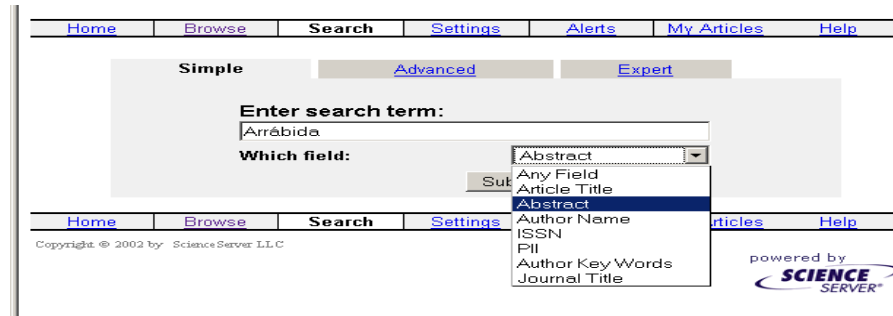 Home Browse Search Settings Alerts My Articles Help
Simple Advanced Expert
Enter search term:
Arrábida
Which field: Abstract
Any Field
Article Title
Abstract
Author Name
ISSN
PII
Author Key Words
Journal Title
Sub
Home Browse Search Settings rticles Help
Copyright © 2002 by ScienceServer LLC
powered by
SCIENCE
SERVER®